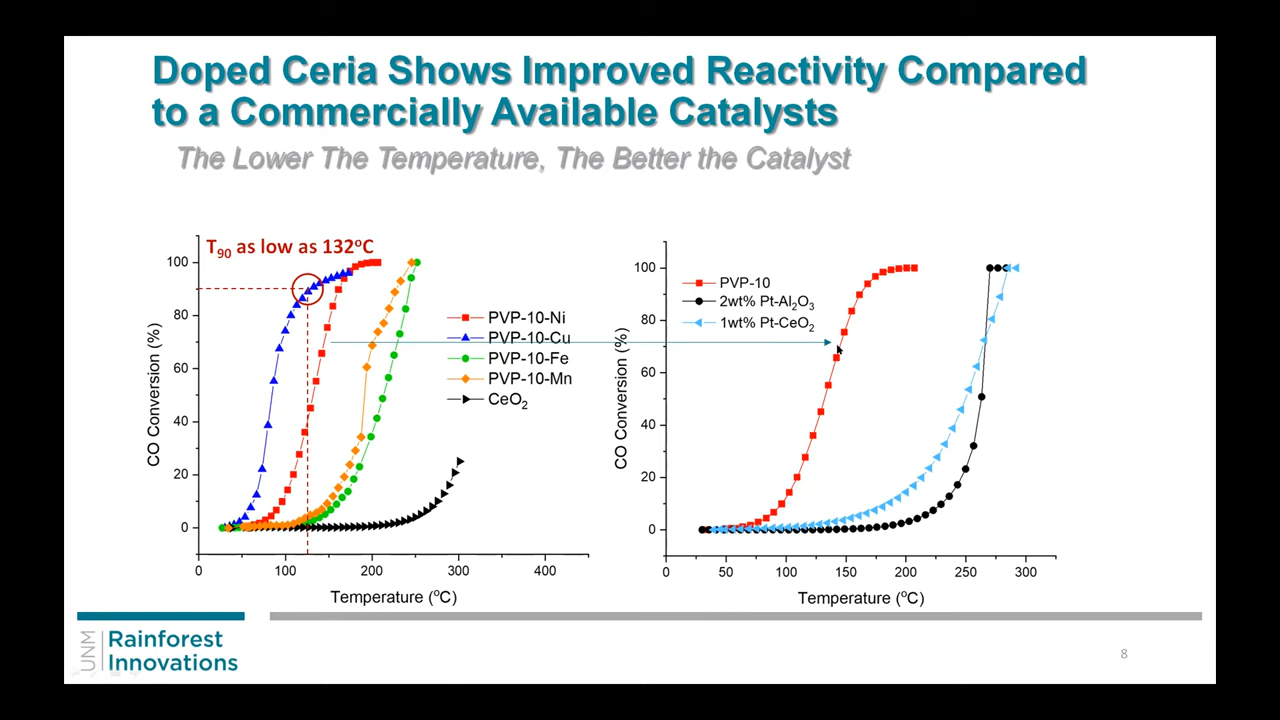 Doped Ceria Shows Improved Reactivity Compared
to a Commercially Available Catalysts
The Lower The Temperature, The Better the Catalyst
T90 as low as 132oC
100
80
60
40
20
0
CO Conversion (%)
0 100 200 300 400
Temperature (oC)
PVP-10-Ni
PVP-10-Cu
PVP-10-Fe
PVP-10-Mn
CeO2
100
80
60
40
20
0
CO Conversion (%)
0 50 100 150 200 250 300
Temperature (oC)
PVP-10
2wt% Pt-Al2O3
1wt% Pt-CeO2
UNM
Rainforest
Innovations
8